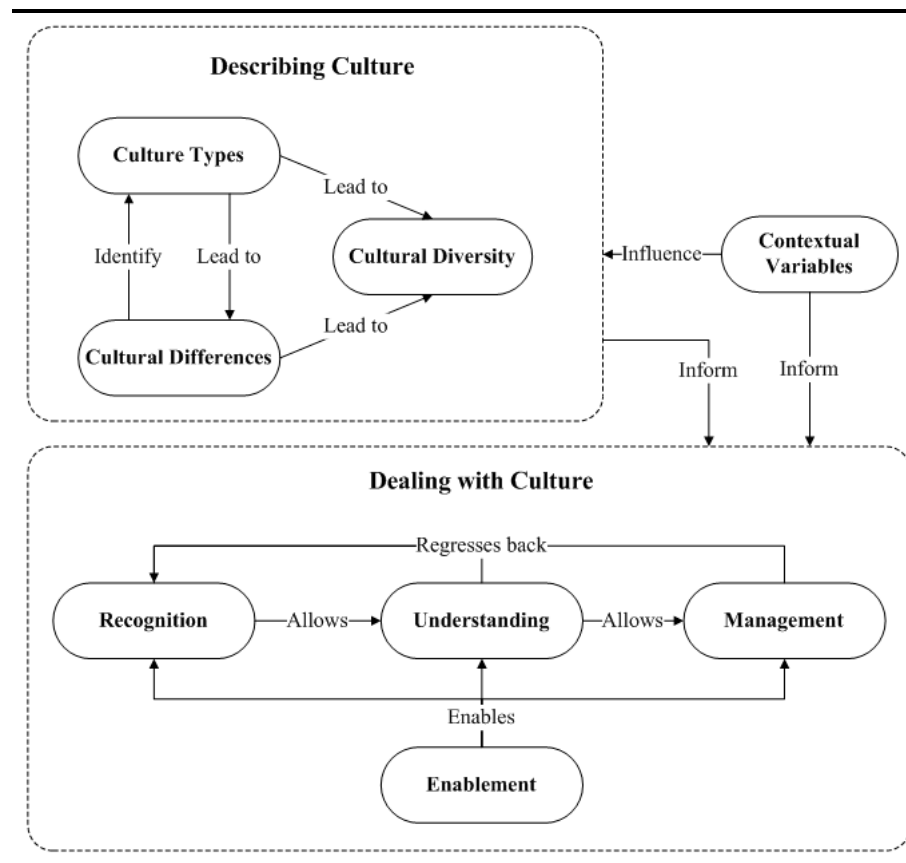 Describing Culture
Culture Types
Lead to
Cultural Diversity
Identify
Lead to
Lead to
Cultural Differences
Contextual
Variables
Influence
Inform
Inform
Dealing with Culture
Regresses back
Recognition
Allows
Understanding
Allows
Management
Enables
Enablement